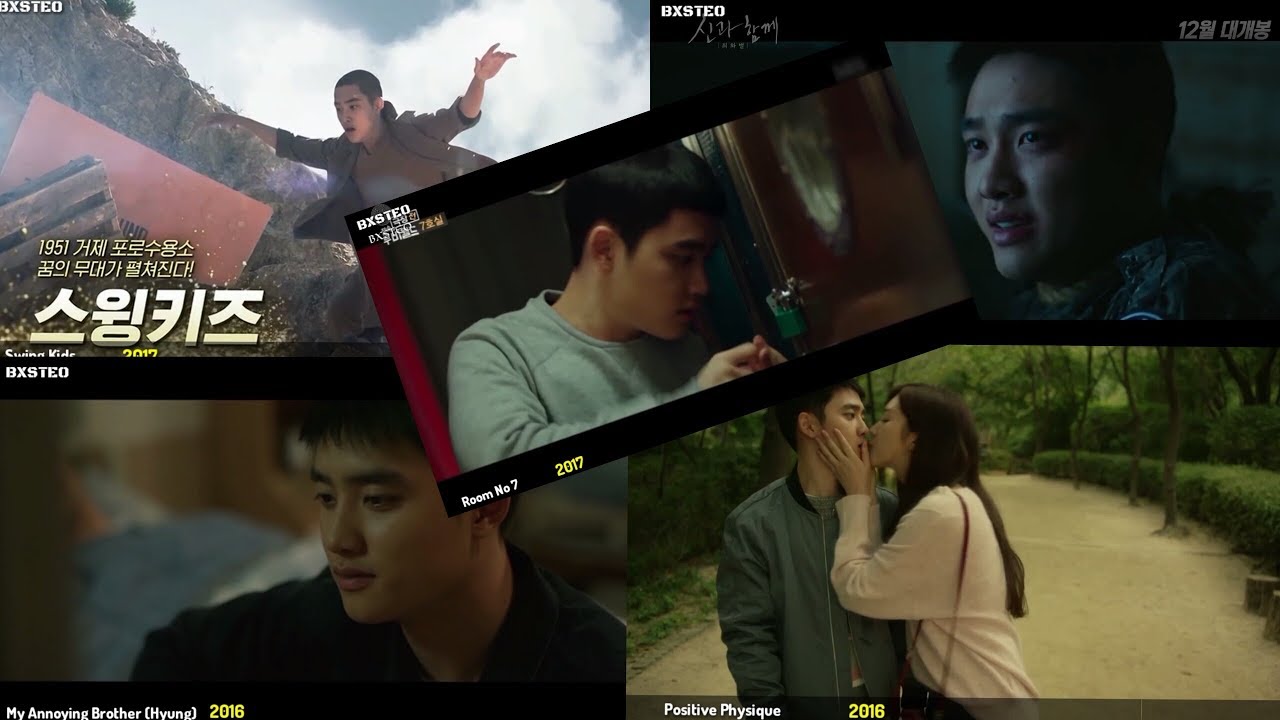 BXSTEO
1951 거제 포로수용소
꿈의 무대가 펼쳐진다!
스윙키즈
Swing Kids 2017
BXSTEO
신과 함께
12월 대개봉
BXSTEO
BXSTEO
7호실
Room No 7 2017
BXSTEO
My Annoying Brother (Hyung) 2016
Positive Physique 2016